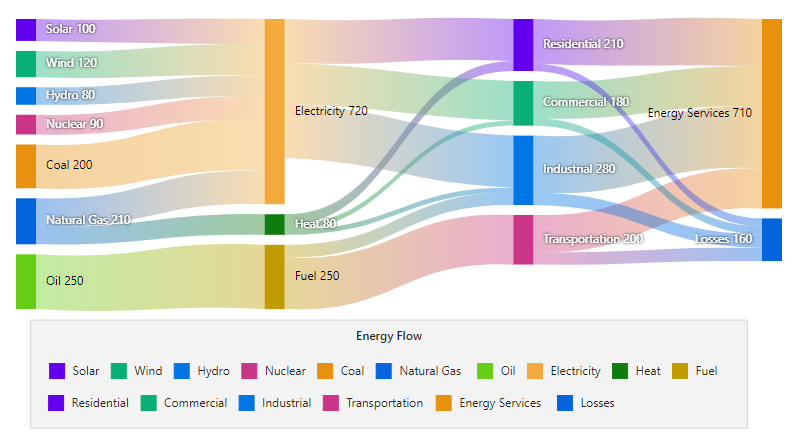 Solar 100
Wind 120
Hydro 80
Nuclear 90
Coal 200
Natural Gas 210
Oil 250
Electricity 720
Heat 80
Fuel 250
Residential 210
Commercial 180
Industrial 280
Transportation 200
Energy Services 710
Losses 160
Energy Flow
Solar Wind Hydro Nuclear Coal Natural Gas Oil Electricity Heat Fuel
Residential Commercial Industrial Transportation Energy Services Losses